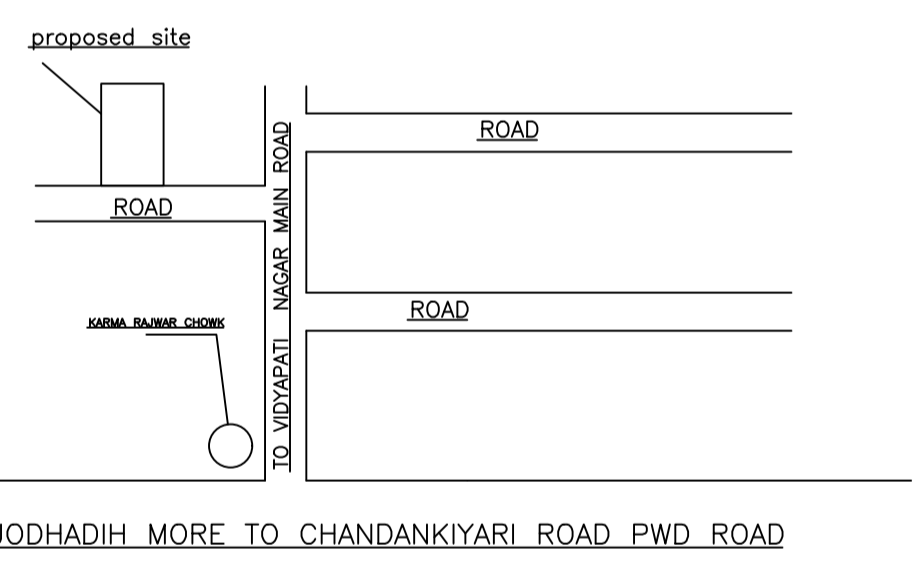 proposed site
ROAD
ROAD
TO VIDYAPATI NAGAR MAIN ROAD
ROAD
KARMA RAJWAR CHOWK
JODHADIH MORE TO CHANDANKIYARI ROAD PWD ROAD